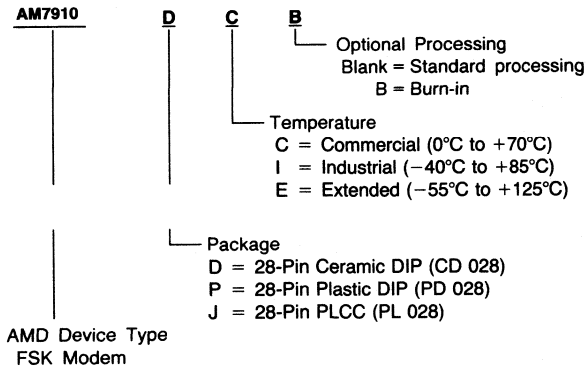 AM7910 D C B
Optional Processing
Blank = Standard processing
B = Burn-in
Temperature
C = Commercial (0°C to +70°C)
I = Industrial (−40°C to +85°C)
E = Extended (−55°C to +125°C)
Package
D = 28-Pin Ceramic DIP (CD 028)
P = 28-Pin Plastic DIP (PD 028)
J = 28-Pin PLCC (PL 028)
AMD Device Type
FSK Modem